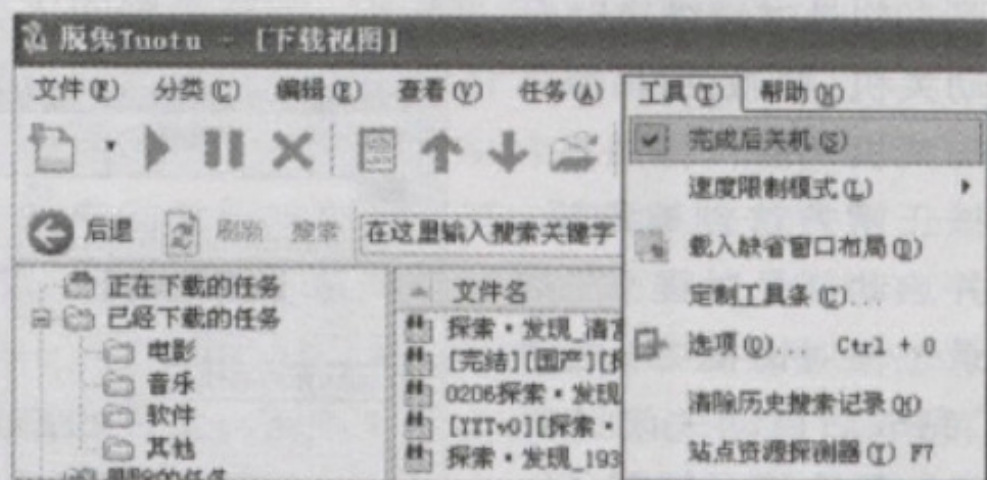 脱兔Tuotu - [下载视图]
文件(F) 分类(C) 编辑(E) 查看(V) 任务(A) 工具(T) 帮助(H)
完成后关机(S)
速度限制模式(L)
后退 刷新 搜索 在这里输入搜索关键字
载入缺省窗口布局(D)
正在下载的任务
文件名
定制工具条(C)...
已经下载的任务
探索·发现_清宫
电影
[完结][国产][探
选项(O)... Ctrl + O
音乐
0206探索·发现
清除历史搜索记录(H)
软件
[YYTv0][探索·
其他
探索·发现_193
站点资源探测器(T) F7